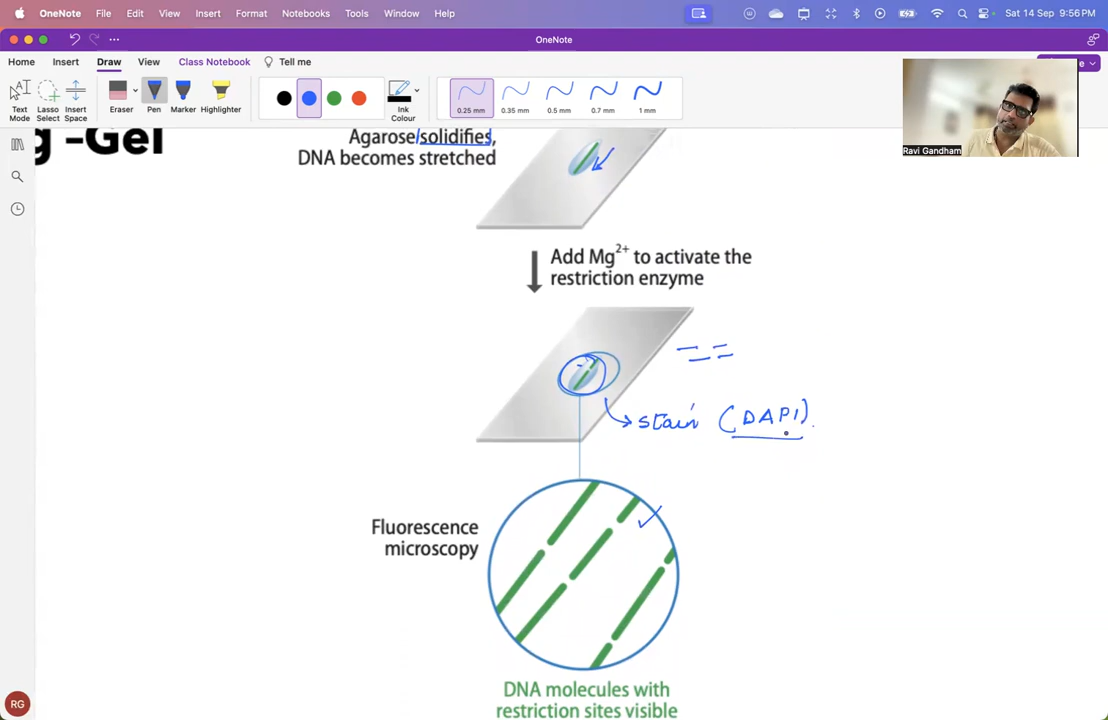 OneNote File Edit View Insert Format Notebooks Tools Window Help Sat 14 Sep 9:56 PM
OneNote
Home Insert Draw View Class Notebook Tell me
Text Mode
Lasso Select
Insert Space
Eraser
Pen
Marker
Highlighter
Ink Colour
0.25 mm 0.35 mm 0.5 mm 0.7 mm 1 mm
Ravi Gandham
g -Gel
Agarose solidifies,
DNA becomes stretched
Add Mg2+ to activate the
restriction enzyme
stain (DAPI).
Fluorescence
microscopy
DNA molecules with
restriction sites visible
RG